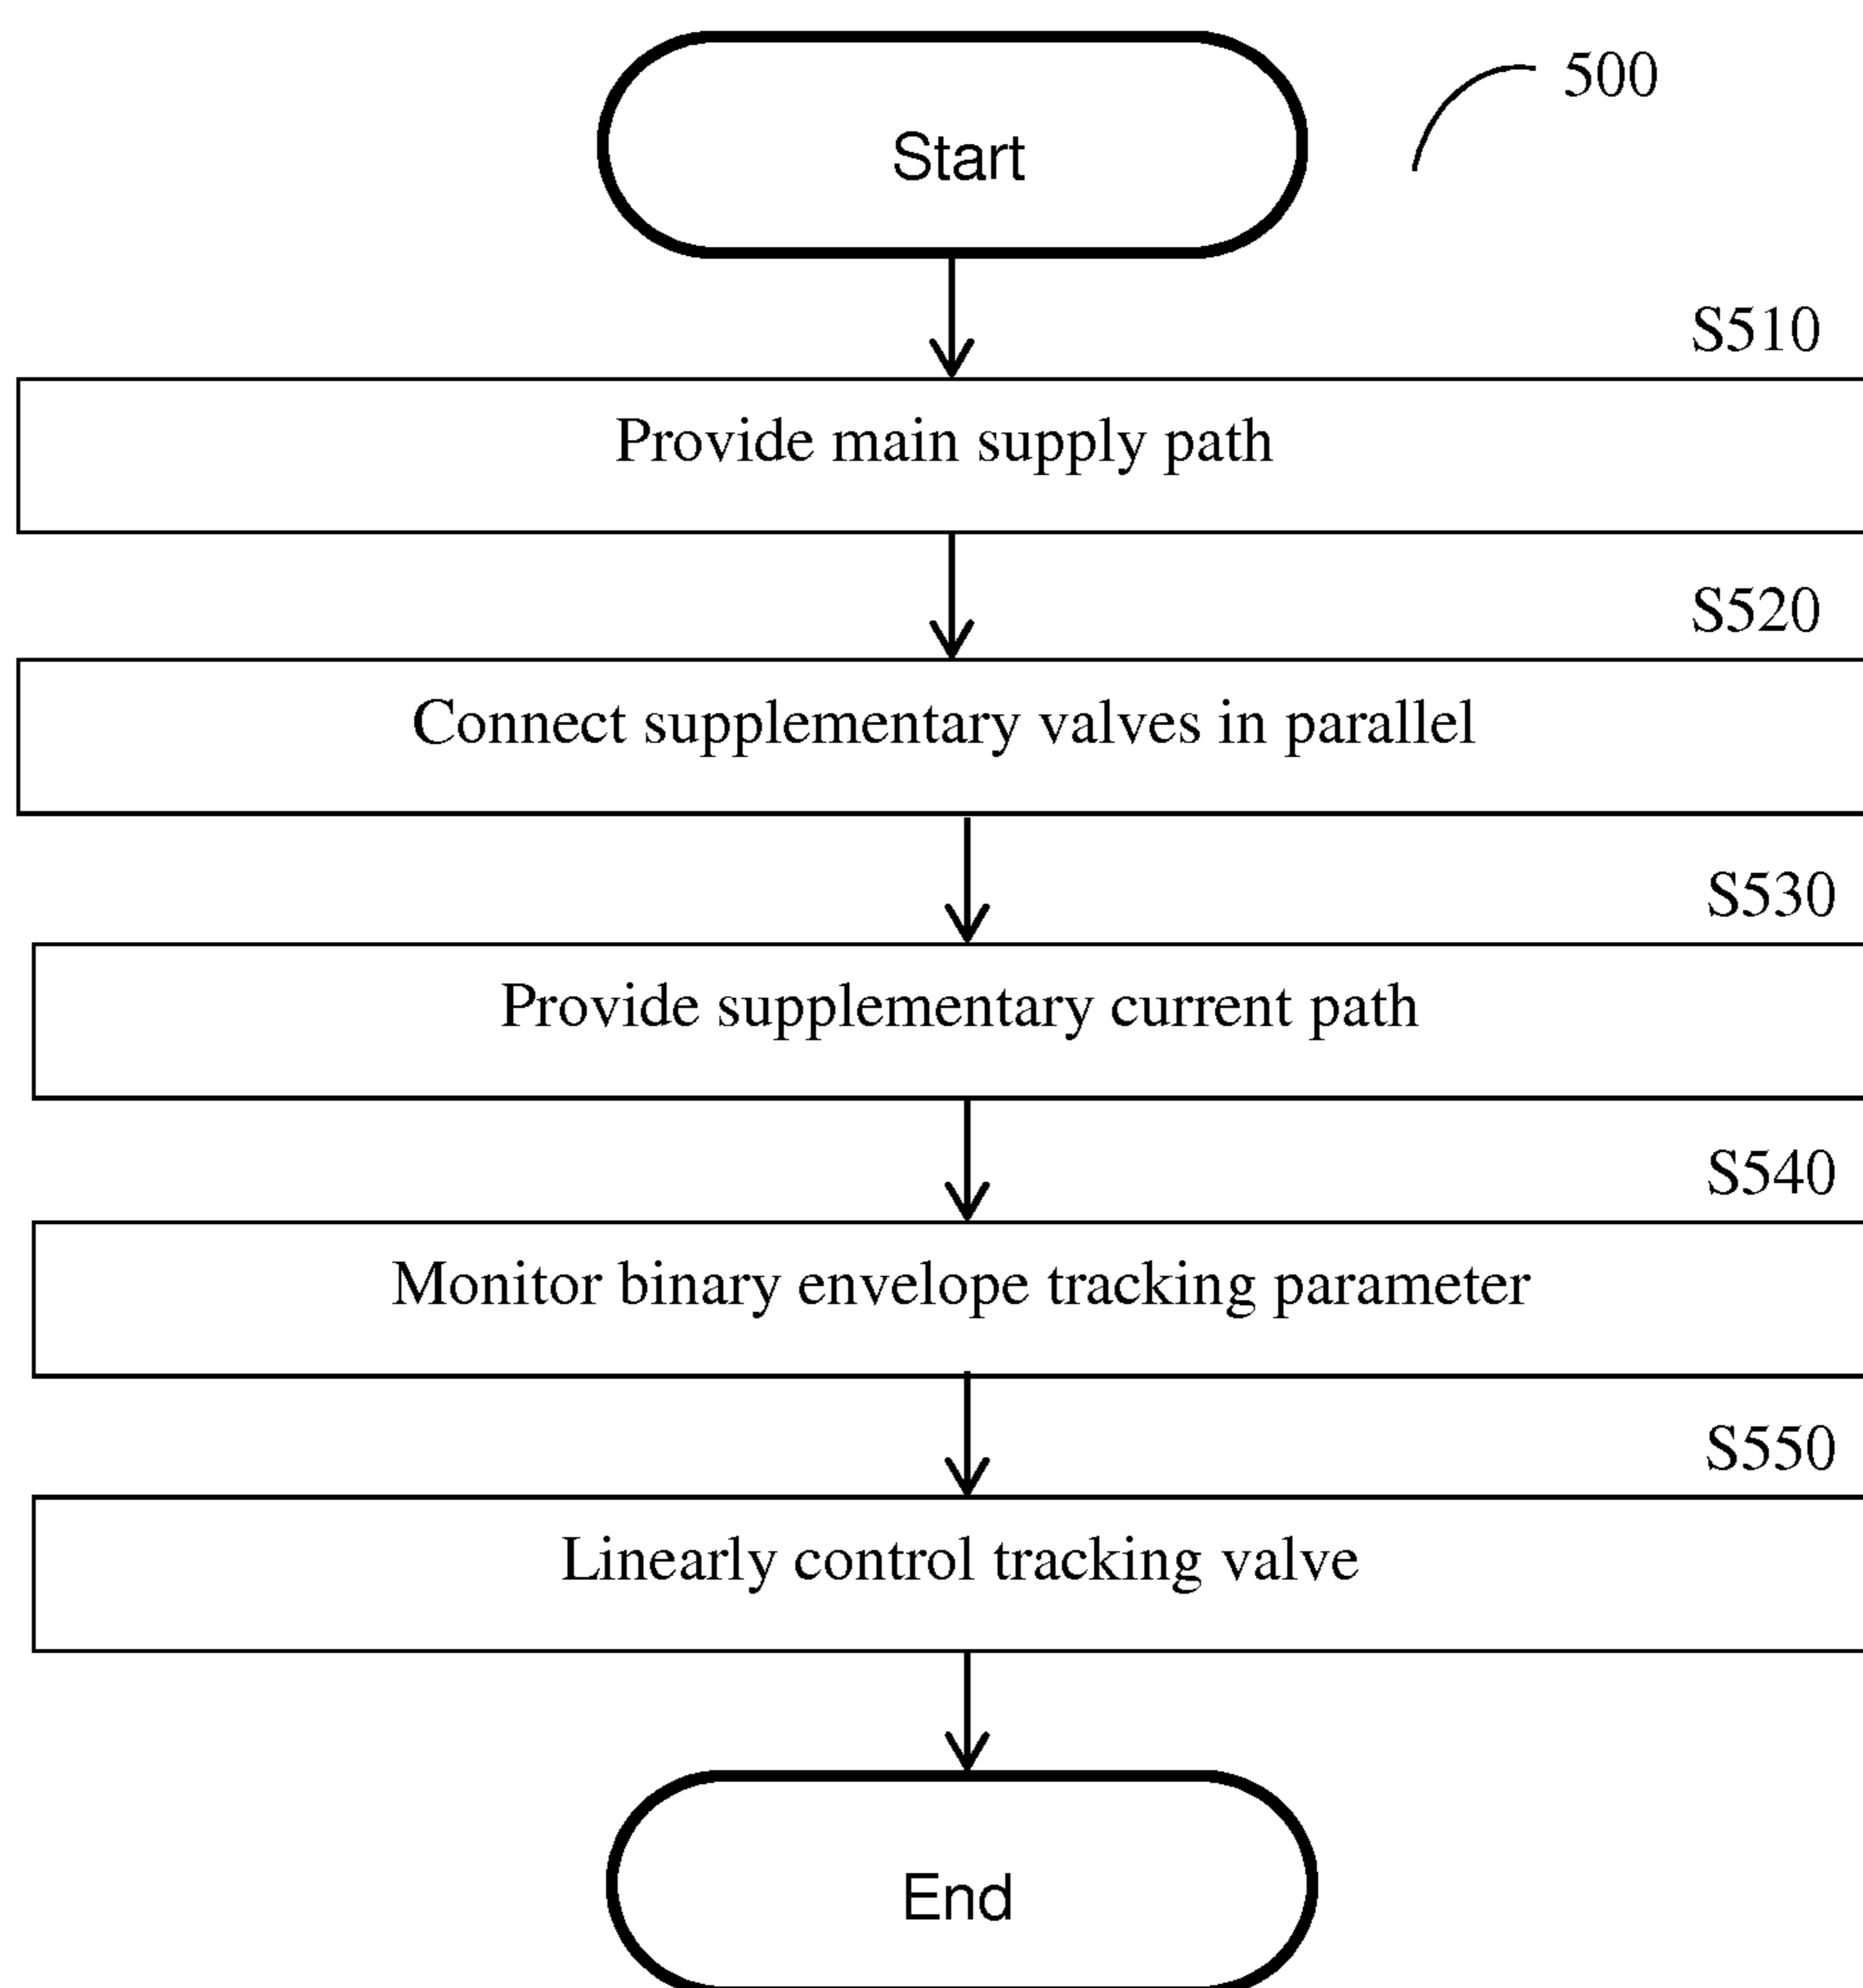 Start
500
S510
Provide main supply path
S520
Connect supplementary valves in parallel
S530
Provide supplementary current path
S540
Monitor binary envelope tracking parameter
S550
Linearly control tracking valve
End